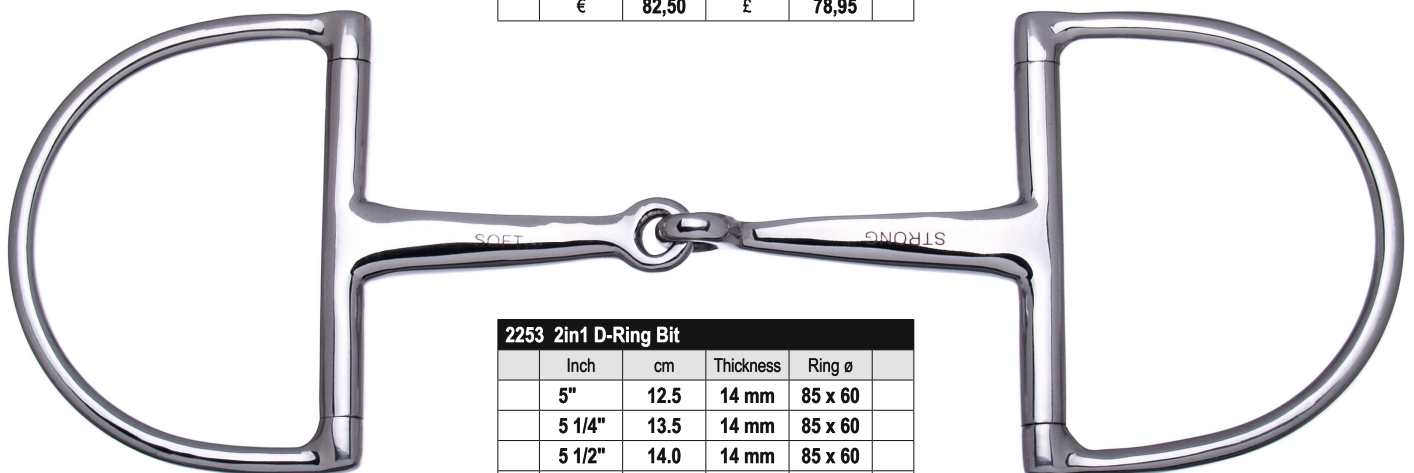 € 82,50 £ 78,95
SOFT
STRONG
2253 2in1 D-Ring Bit
Inch cm Thickness Ring ø
5" 12.5 14 mm 85 x 60
5 1/4" 13.5 14 mm 85 x 60
5 1/2" 14.0 14 mm 85 x 60